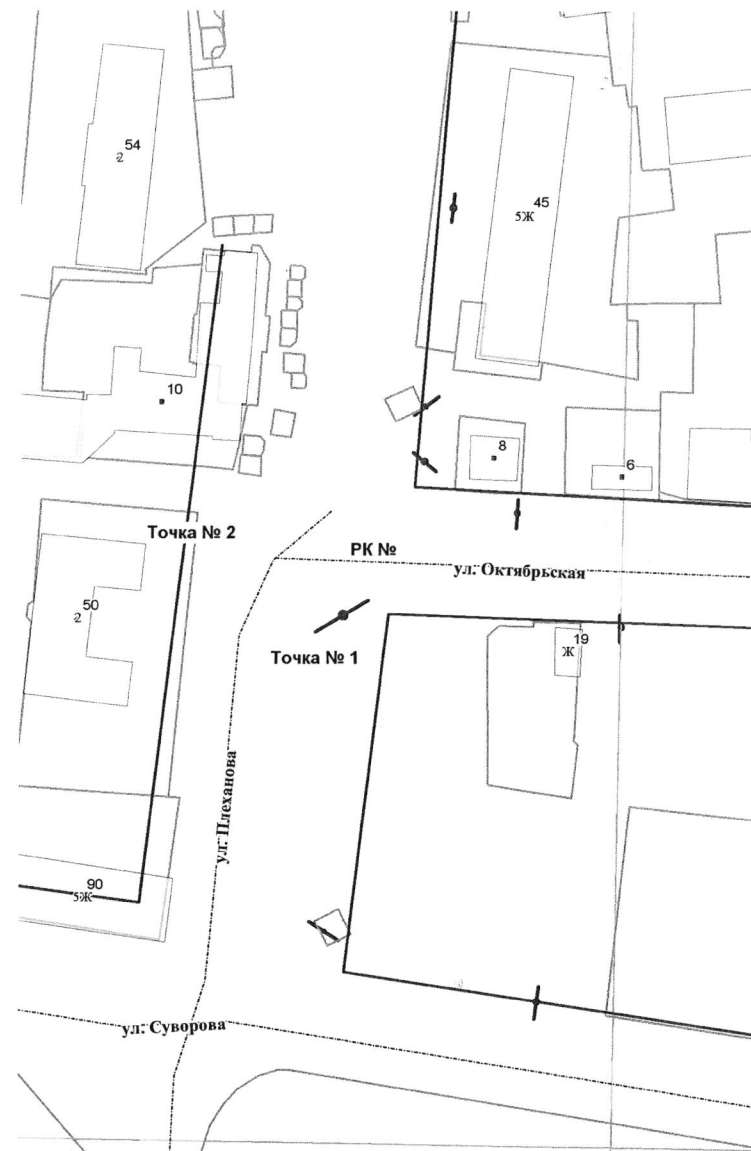 54
2
45
5Ж
10
8
6
Точка № 2
РК №
ул. Октябрьская
50
2
19
Ж
Точка № 1
ул. Плеханова
90
5Ж
ул. Суворова